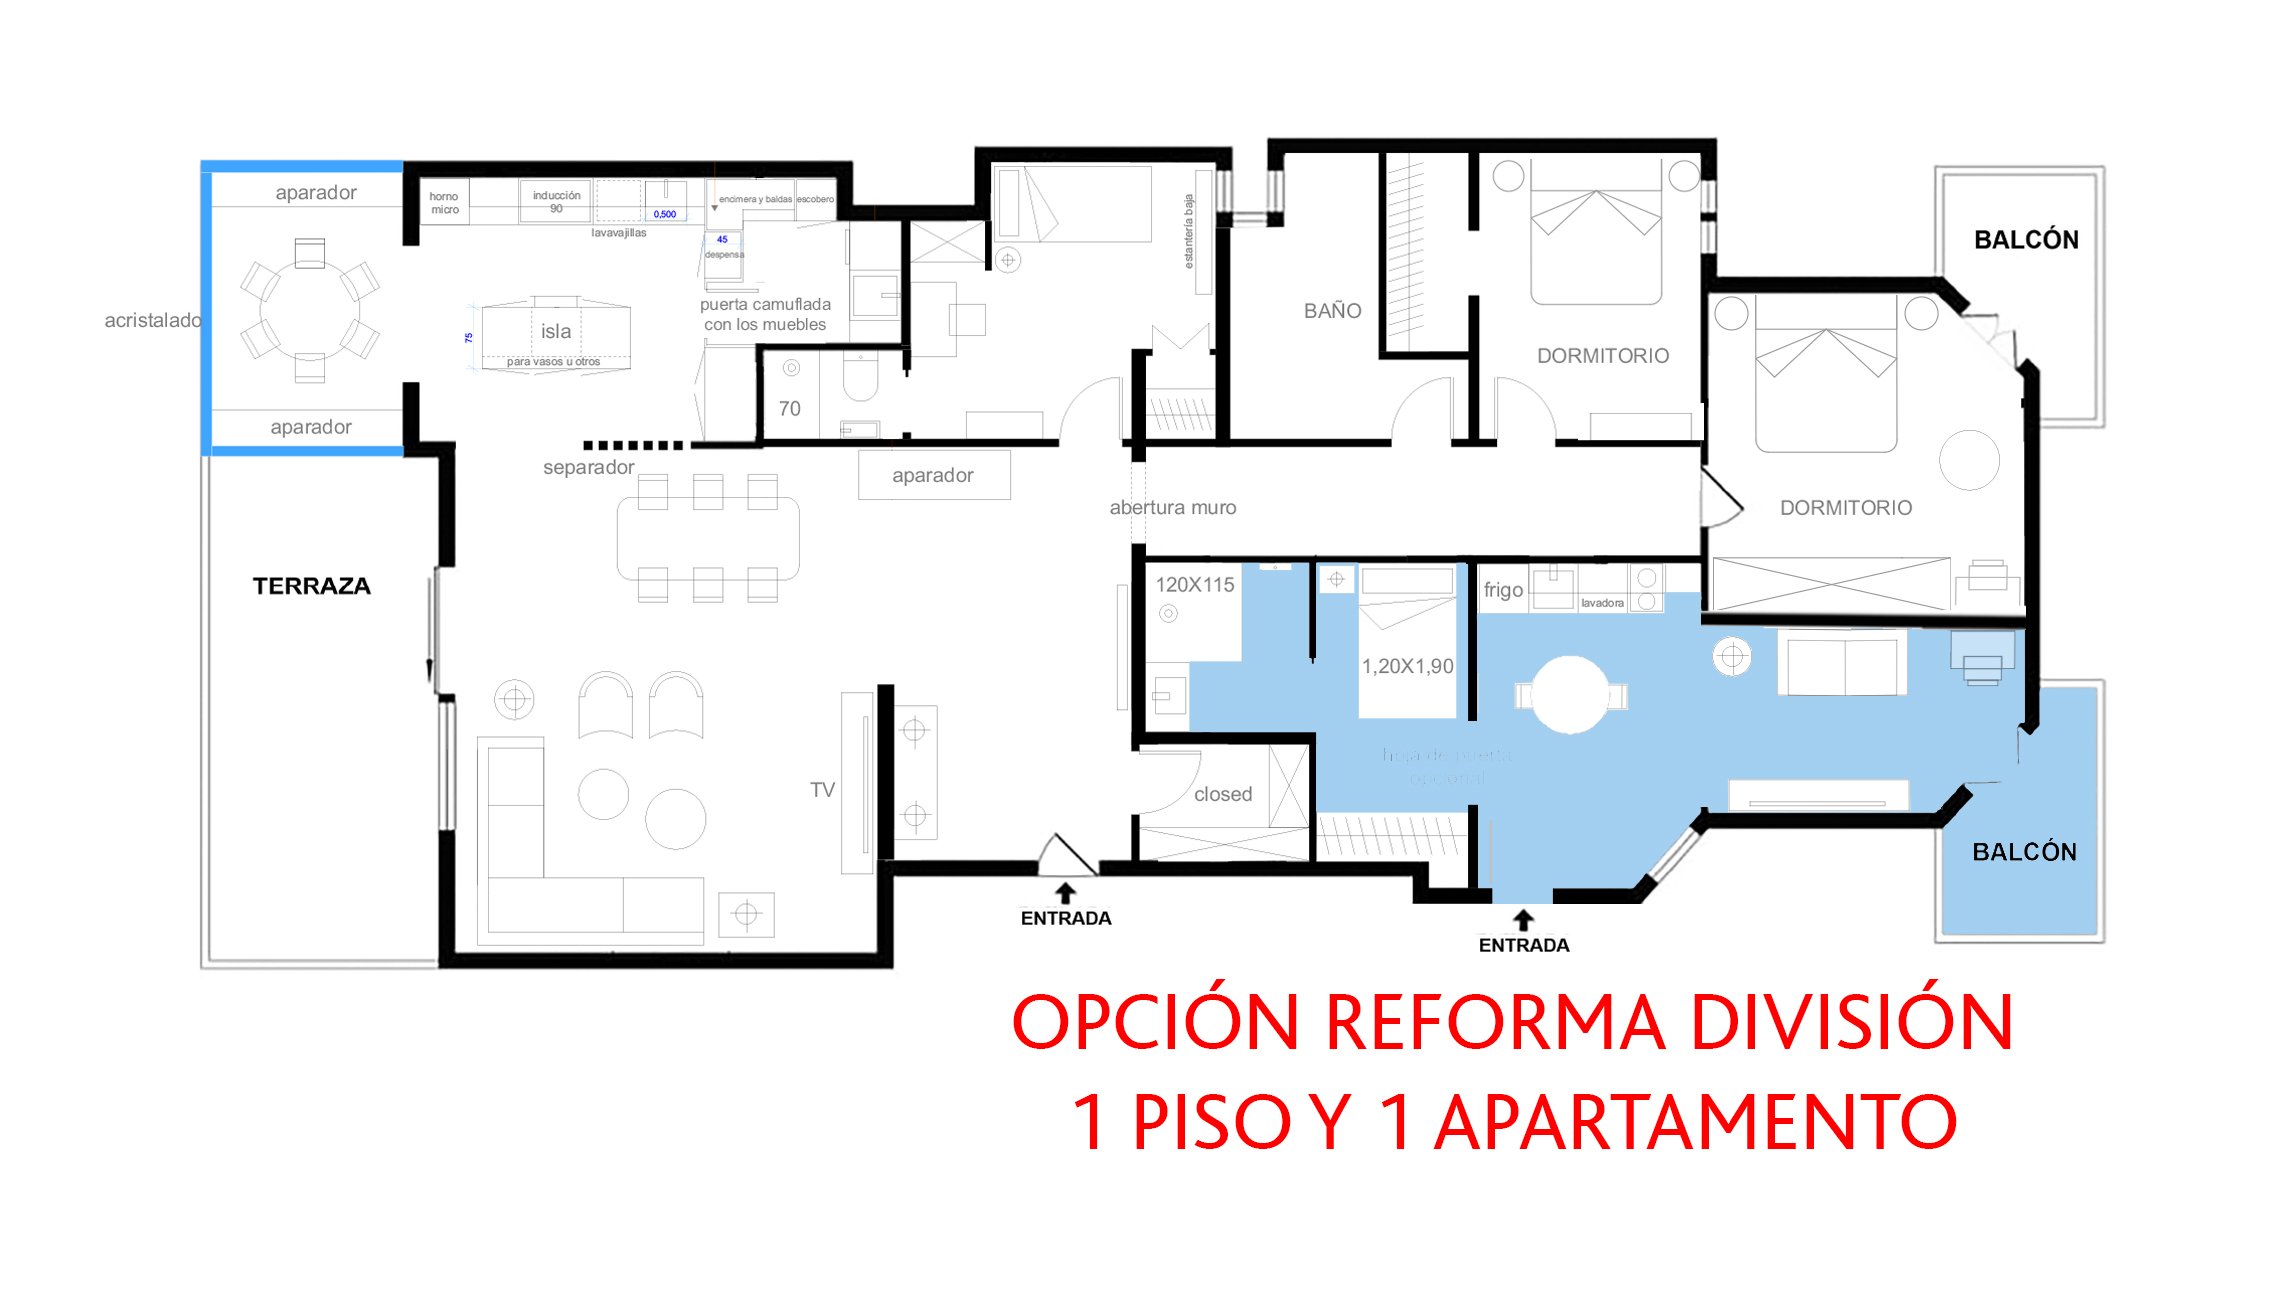 aparador
horno
micro
inducción
90
0,500
lavavajillas
encimera y baldas
escobero
45
despensa
estantería baja
BALCÓN
acristalado
puerta camuflada
con los muebles
isla
75
para vasos u otros
BAÑO
DORMITORIO
70
aparador
separador
aparador
abertura muro
DORMITORIO
TERRAZA
120X115
frigo
lavadora
1,20X1,90
hoja de puerta
opcional
TV
closed
BALCÓN
ENTRADA
ENTRADA
OPCIÓN REFORMA DIVISIÓN
1 PISO Y 1 APARTAMENTO